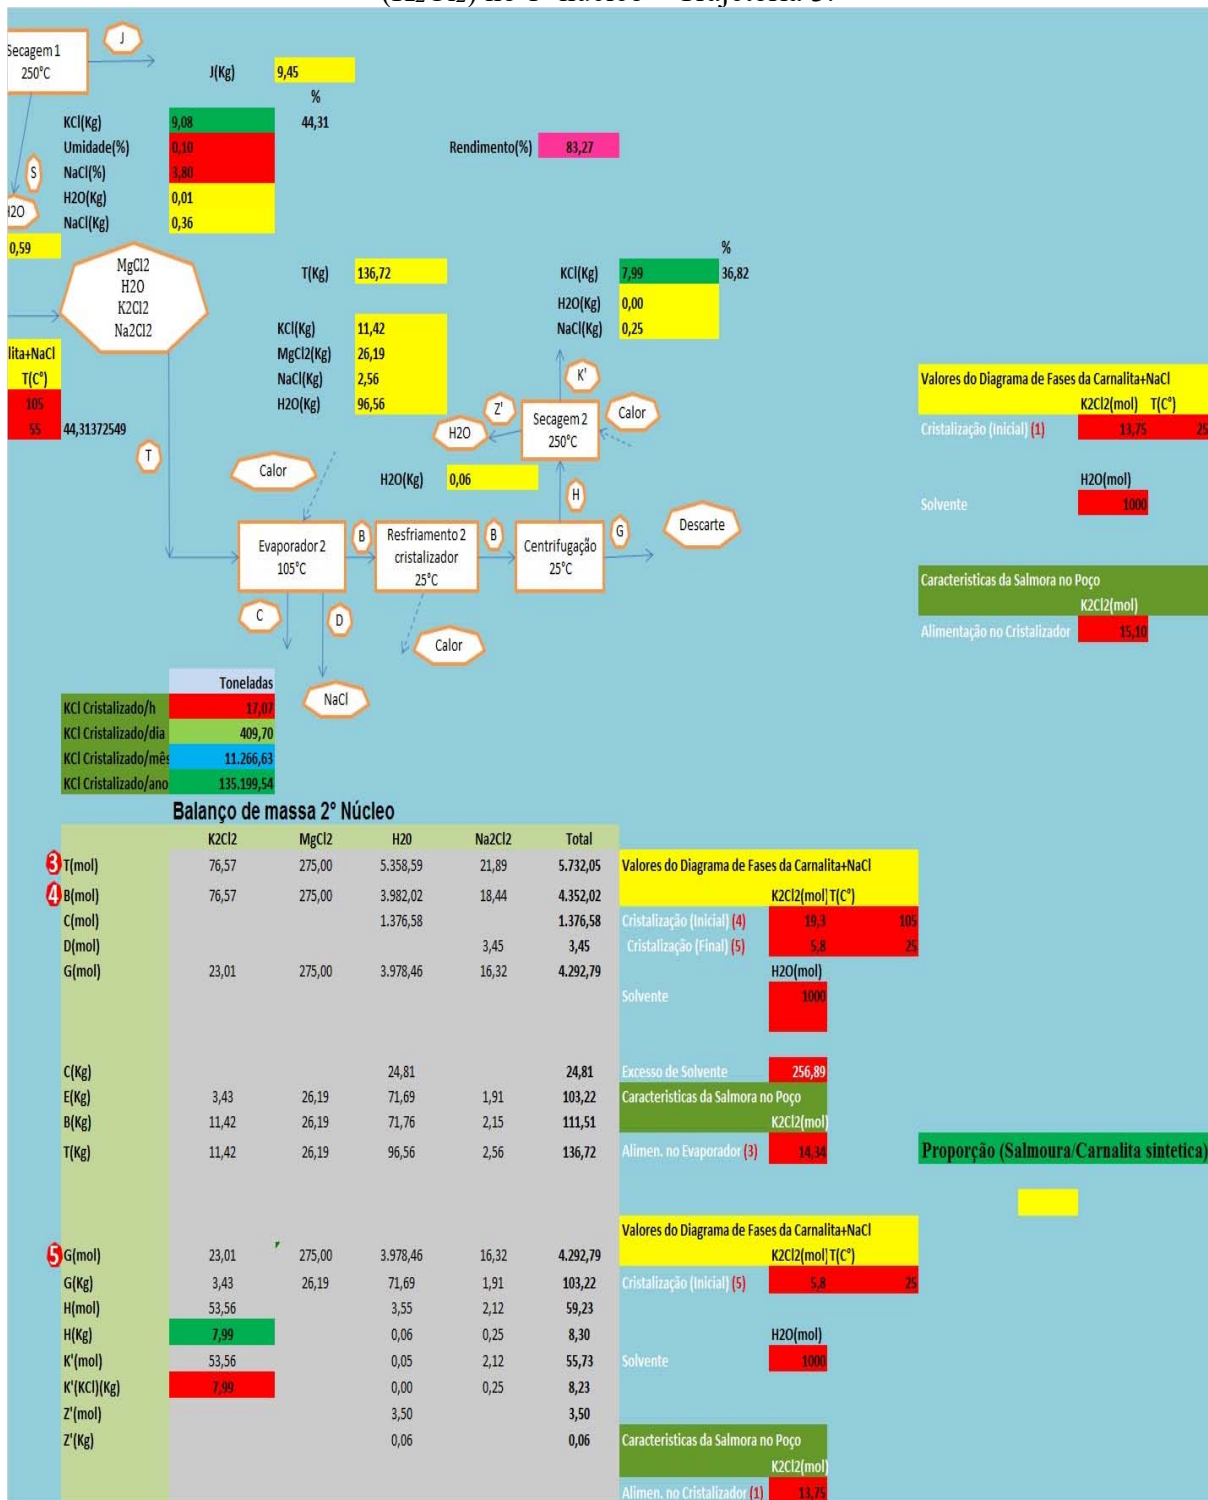 (K2Cl2) no 1° núcleo – Trajetória 3.
Secagem 1
250°C
J
J(Kg) 9,45
%
KCl(Kg) 9,08 44,31
Umidade(%) 0,10
Rendimento(%) 83,27
S
NaCl(%) 3,80
H2O(Kg) 0,01
NaCl(Kg) 0,36
0,59
MgCl2
H2O
K2Cl2
Na2Cl2
T(Kg) 136,72
%
KCl(Kg) 7,99 36,82
H2O(Kg) 0,00
NaCl(Kg) 0,25
KCl(Kg) 11,42
MgCl2(Kg) 26,19
NaCl(Kg) 2,56
H2O(Kg) 96,56
lita+NaCl
T(C°)
105
55 44,31372549
K'
Z'
H2O
Secagem 2
250°C
Calor
Valores do Diagrama de Fases da Carnalita+NaCl
K2Cl2(mol) T(C°)
Cristalização (Inicial) (1) 13,75 25
H2O(mol)
Solvente 1000
T
Calor
H2O(Kg) 0,06
H
Evaporador 2
105°C
B
Resfriamento 2
cristalizador
25°C
B
Centrifugação
25°C
G
Descarte
Caracteristicas da Salmora no Poço
K2Cl2(mol)
Alimentação no Cristalizador 15,10
C
D
Calor
NaCl
Toneladas
KCl Cristalizado/h 17,07
KCl Cristalizado/dia 409,70
KCl Cristalizado/mês 11.266,63
KCl Cristalizado/ano 135.199,54
Balanço de massa 2° Núcleo
K2Cl2 MgCl2 H20 Na2Cl2 Total
3 T(mol) 76,57 275,00 5.358,59 21,89 5.732,05 Valores do Diagrama de Fases da Carnalita+NaCl
4 B(mol) 76,57 275,00 3.982,02 18,44 4.352,02 K2Cl2(mol) T(C°)
C(mol) 1.376,58 1.376,58 Cristalização (Inicial) (4) 19,3 105
D(mol) 3,45 3,45 Cristalização (Final) (5) 5,8 25
G(mol) 23,01 275,00 3.978,46 16,32 4.292,79 H2O(mol)
Solvente 1000
C(Kg) 24,81 24,81 Excesso de Solvente 256,89
E(Kg) 3,43 26,19 71,69 1,91 103,22 Caracteristicas da Salmora no Poço
B(Kg) 11,42 26,19 71,76 2,15 111,51 K2Cl2(mol)
T(Kg) 11,42 26,19 96,56 2,56 136,72 Alimen. no Evaporador (3) 14,34 Proporção (Salmoura/Carnalita sintetica)
Valores do Diagrama de Fases da Carnalita+NaCl
5 G(mol) 23,01 275,00 3.978,46 16,32 4.292,79 K2Cl2(mol) T(C°)
G(Kg) 3,43 26,19 71,69 1,91 103,22 Cristalização (Inicial) (5) 5,8 25
H(mol) 53,56 3,55 2,12 59,23
H(Kg) 7,99 0,06 0,25 8,30 H2O(mol)
K'(mol) 53,56 0,05 2,12 55,73 Solvente 1000
K'(KCl)(Kg) 7,99 0,00 0,25 8,23
Z'(mol) 3,50 3,50
Z'(Kg) 0,06 0,06 Caracteristicas da Salmora no Poço
K2Cl2(mol)
Alimen. no Cristalizador (1) 13,75